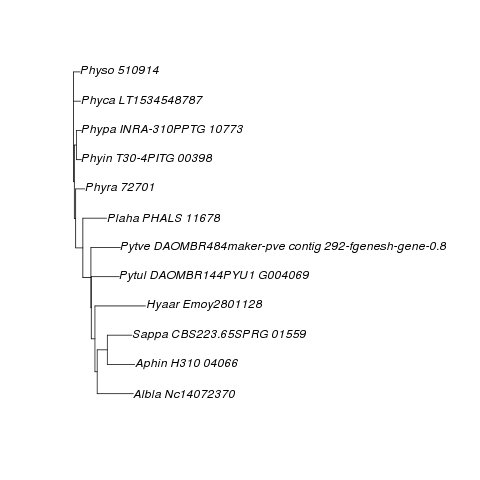 Physo 510914
Phyca LT1534548787
Phypa INRA-310PPTG 10773
Phyin T30-4PITG 00398
Phyra 72701
Plaha PHALS 11678
Pytve DAOMBR484maker-pve contig 292-fgenesh-gene-0.8
Pytul DAOMBR144PYU1 G004069
Hyaar Emoy2801128
Sappa CBS223.65SPRG 01559
Aphin H310 04066
Albla Nc14072370